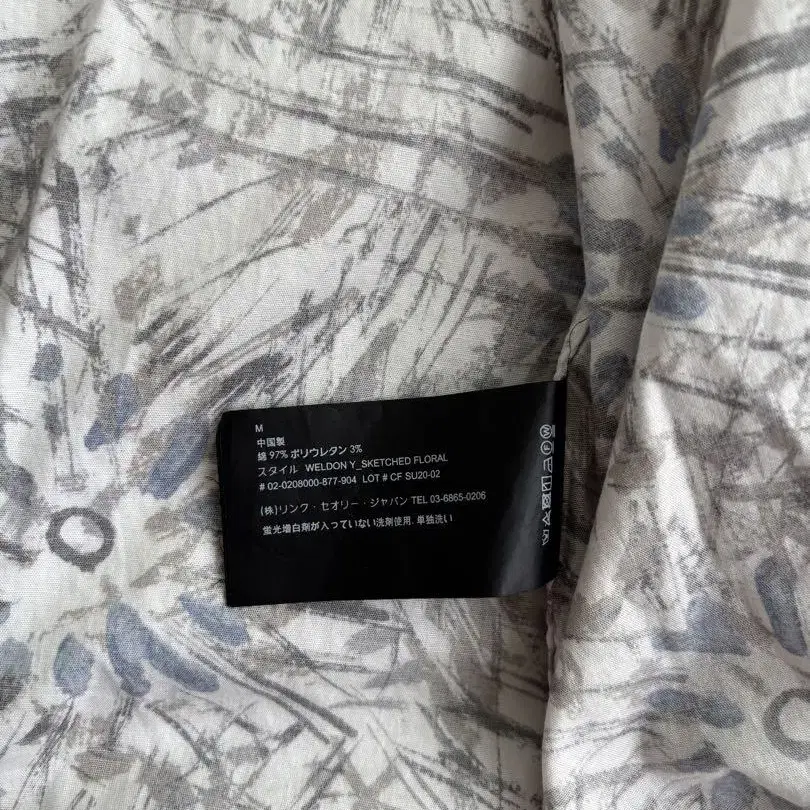 M
中国製
綿 97% ポリウレタン 3%
スタイル WELDON Y_SKETCHED FLORAL
# 02-0208000-877-904 LOT # CF SU20-02
(株)リンク・セオリー・ジャパン TEL 03-6865-0206
蛍光増白剤が入っていない洗剤使用. 単独洗い